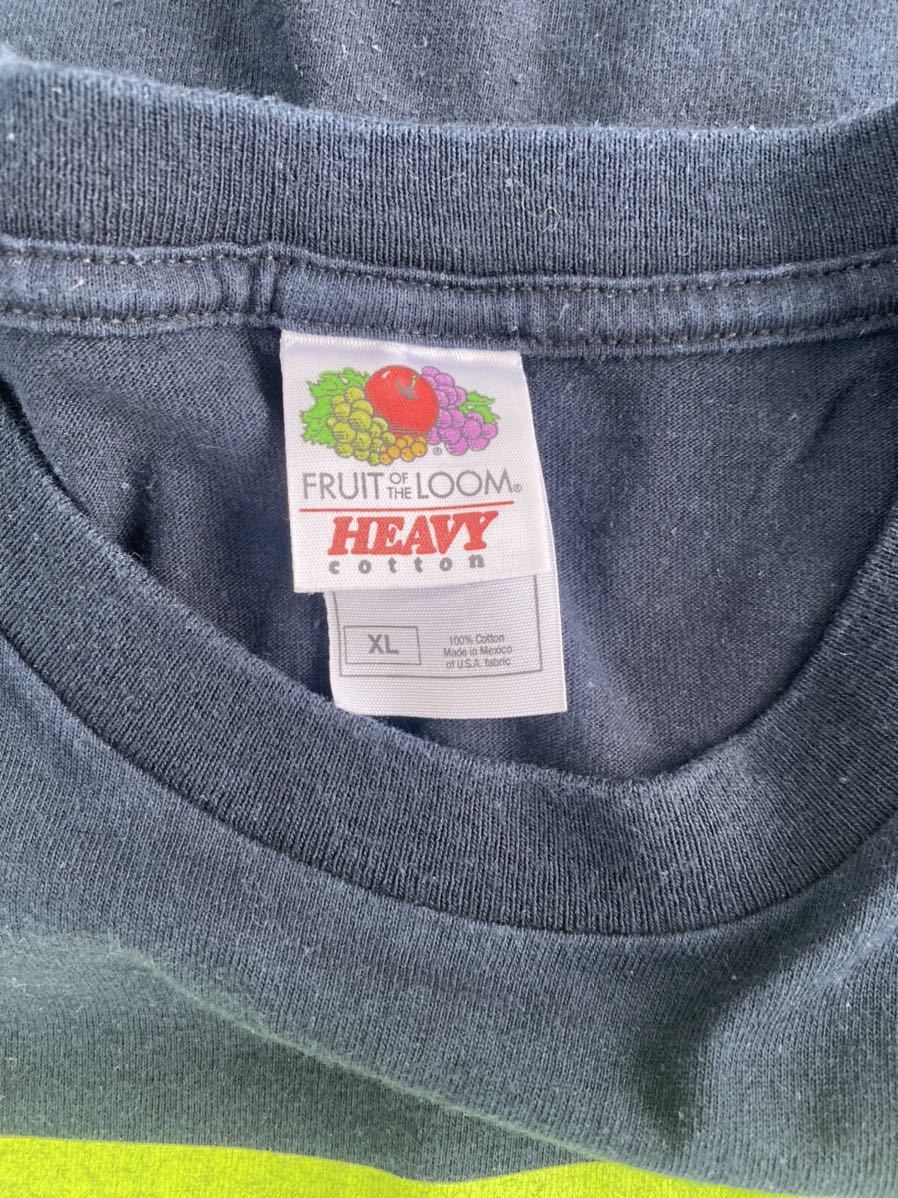 FRUIT OF THE LOOM®
HEAVY
cotton
XL
100% Cotton
Made in Mexico
of U.S.A. fabric